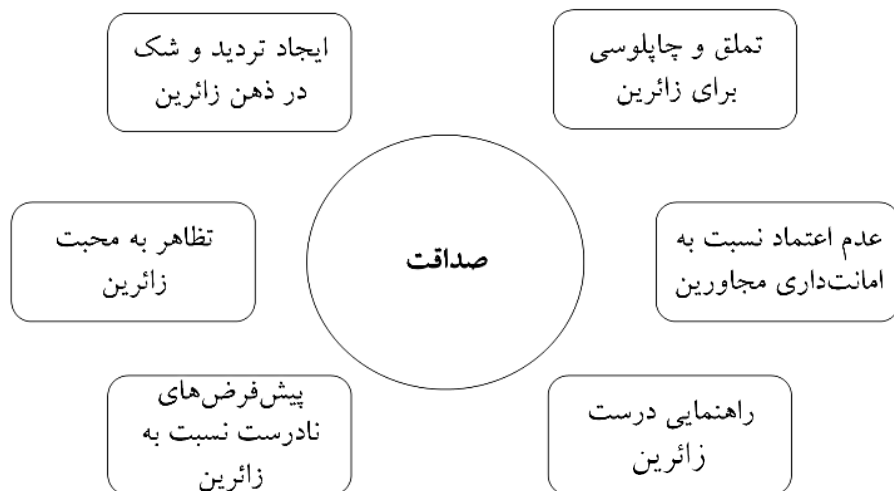 تملق و چاپلوسی
برای زائرین
ایجاد تردید و شک
در ذهن زائرین
عدم اعتماد نسبت به
امانت‌داری مجاورین
صداقت
تظاهر به محبت
زائرین
راهنمایی درست
زائرین
پیش‌فرض‌های
نادرست نسبت به
زائرین